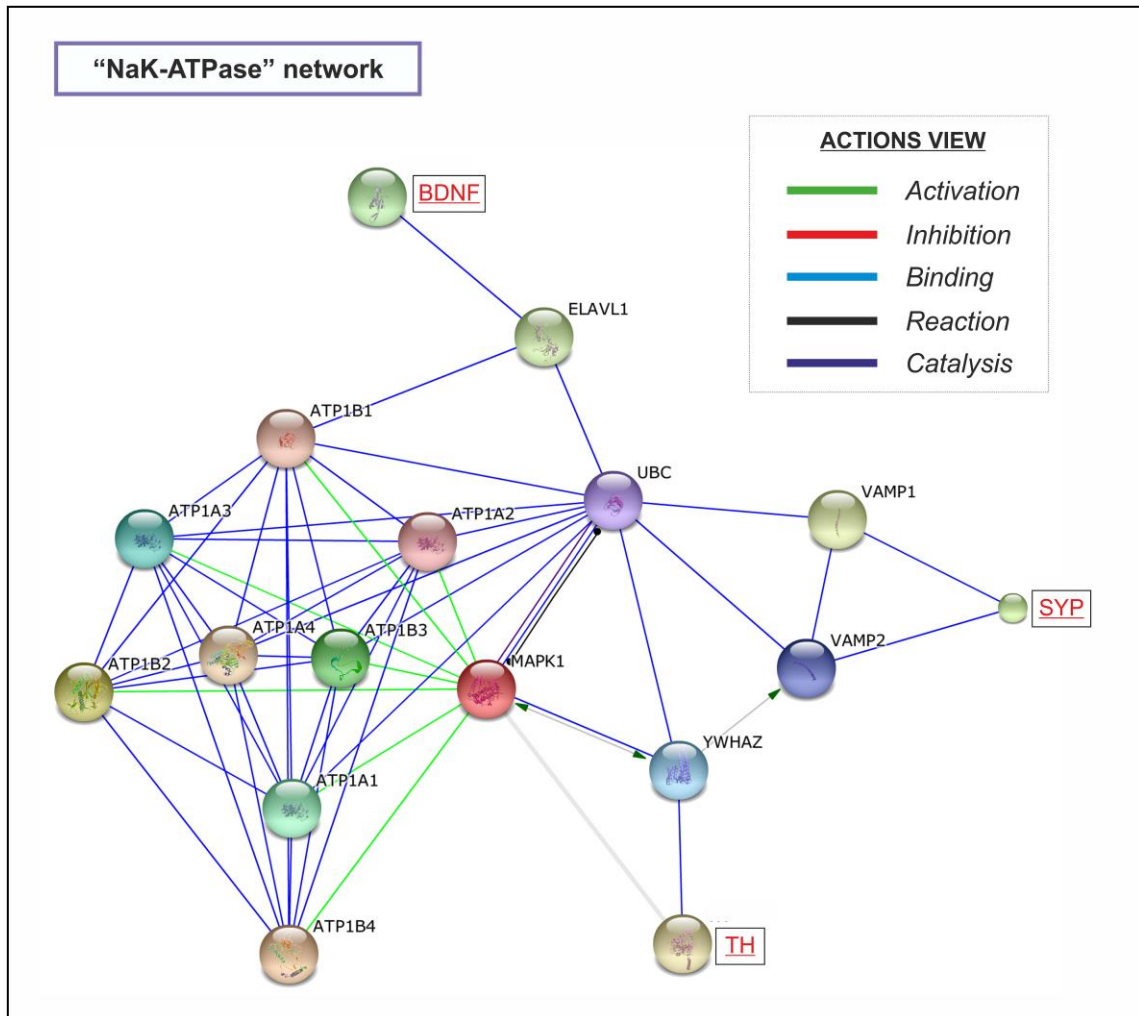 “NaK-ATPase” network
ACTIONS VIEW
Activation
Inhibition
Binding
Reaction
Catalysis
BDNF
ELAVL1
ATP1B1
UBC
VAMP1
ATP1A3
ATP1A2
SYP
ATP1A4
ATP1B3
VAMP2
ATP1B2
MAPK1
YWHAZ
ATP1A1
ATP1B4
TH